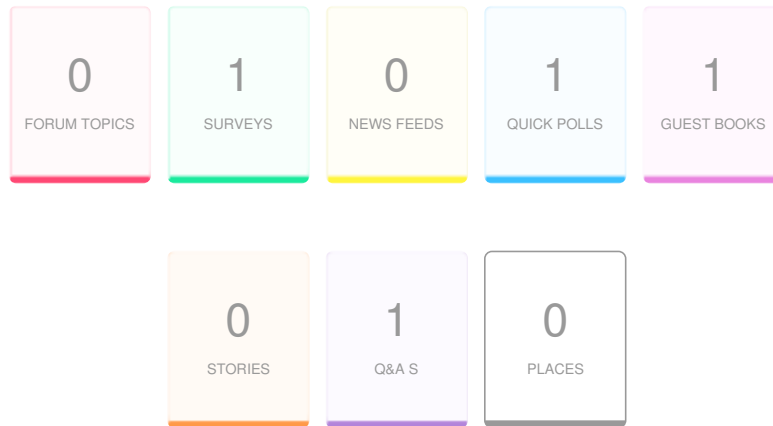 0 1 0 1 1
FORUM TOPICS SURVEYS NEWS FEEDS QUICK POLLS GUEST BOOKS
0 1 0
STORIES Q&A S PLACES